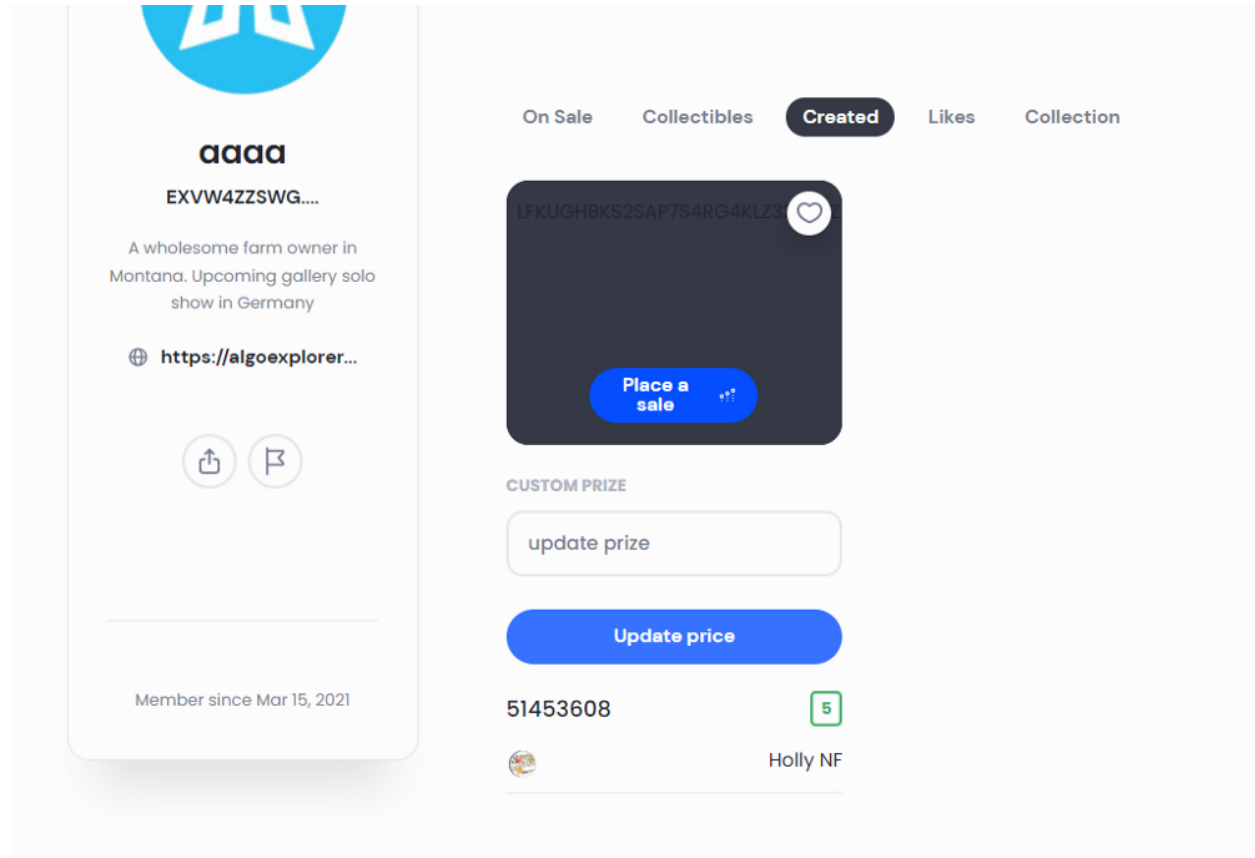 aaaa
EXVW4ZZSWG....
A wholesome farm owner in
Montana. Upcoming gallery solo
show in Germany
https://algoexplorer...
Member since Mar 15, 2021
On Sale Collectibles Created Likes Collection
Place a
sale
CUSTOM PRIZE
update prize
Update price
51453608 5
Holly NF